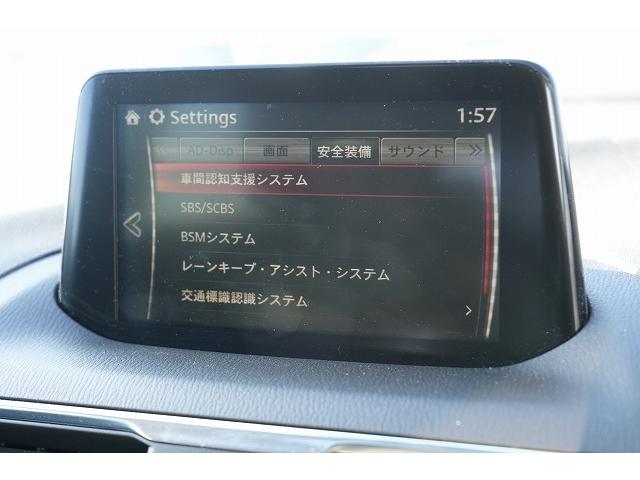 Settings 1:57
AD-Disp 画面 安全装備 サウンド
車間認知支援システム
SBS/SCBS
BSMシステム
レーンキープ・アシスト・システム
交通標識認識システム